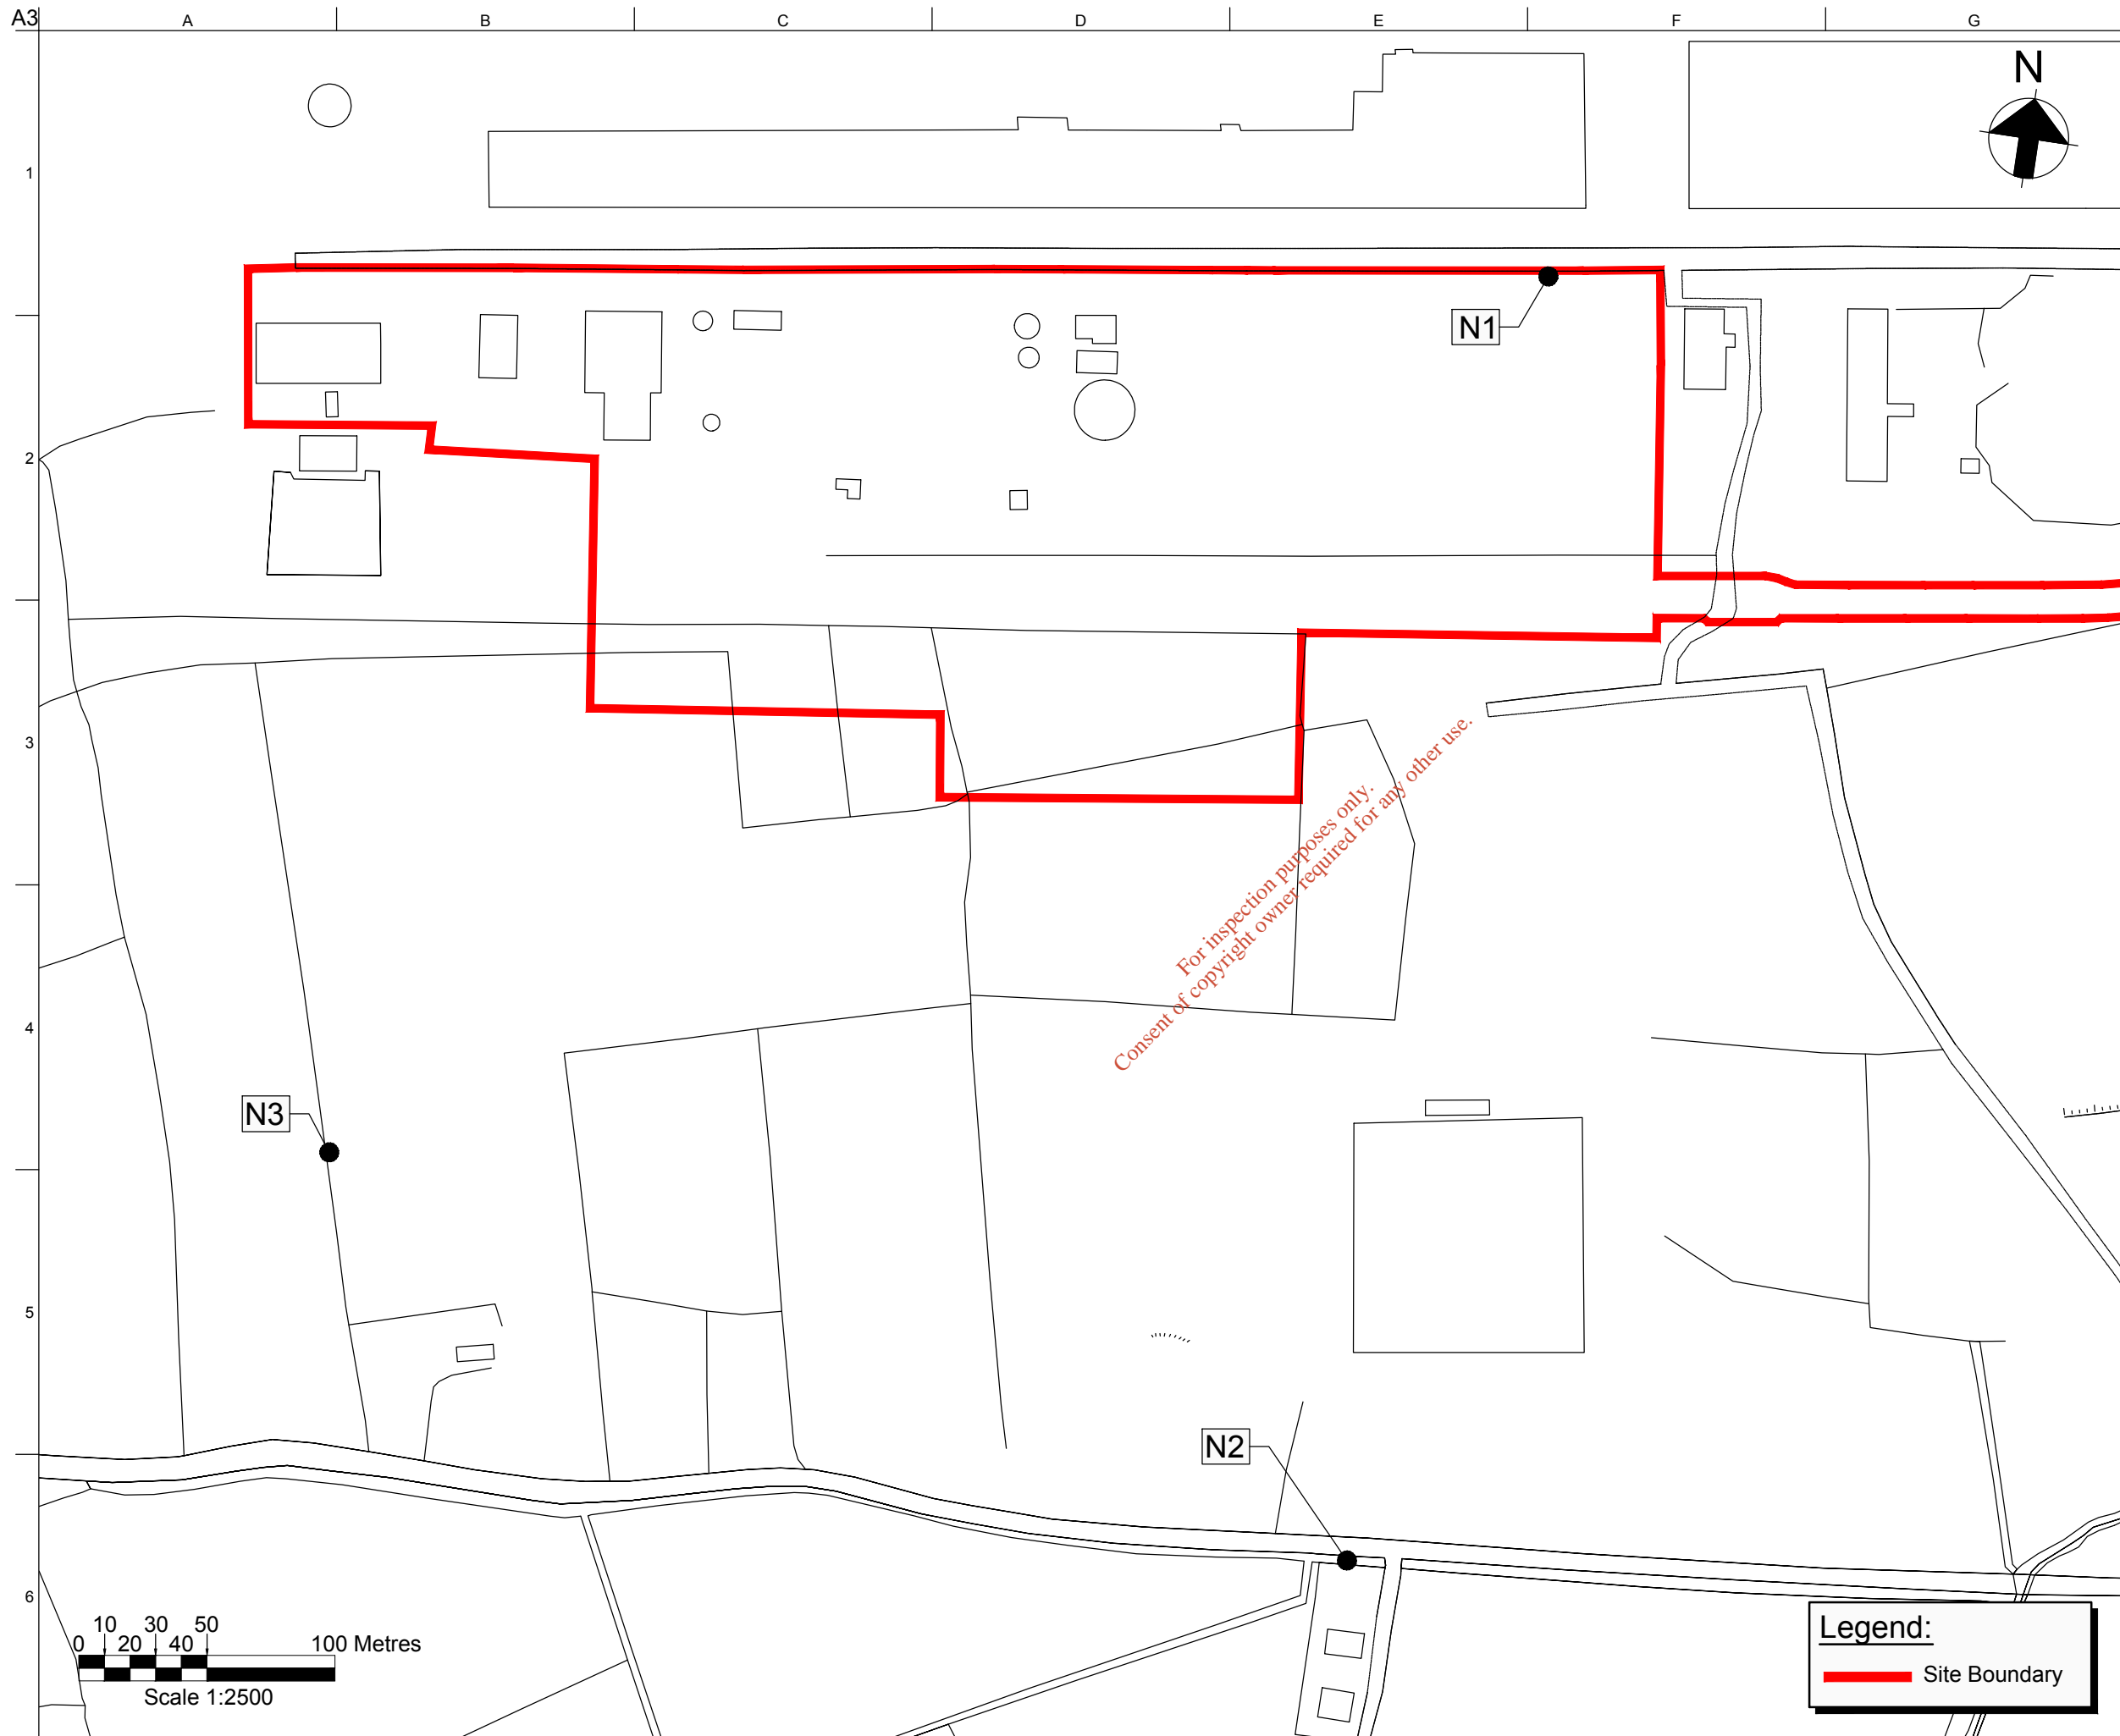 A3
A B C D E F G
N
1
N1
2
3
For inspection purposes only.
Consent of copyright owner required for any other use.
4
N3
5
N2
6
10 30 50
0 20 40 100 Metres
Scale 1:2500
Legend:
Site Boundary